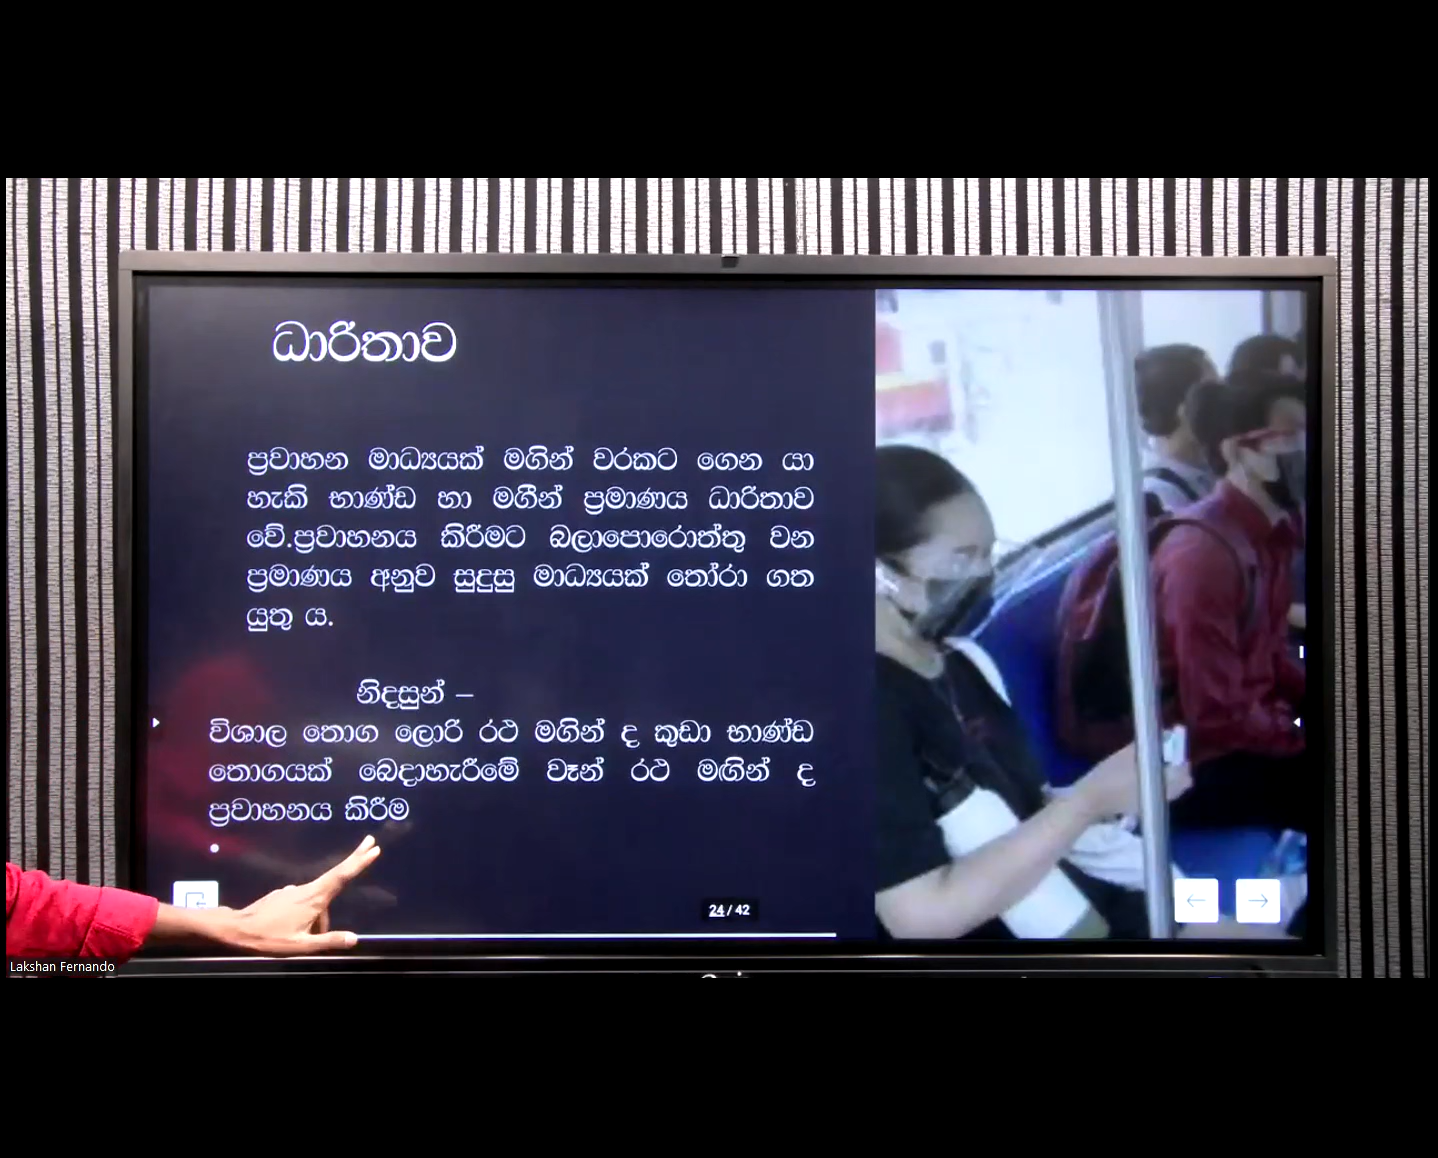 ධාරිතාව
ප්‍රවාහන මාධ්‍යයක් මගින් වරකට ගෙන යා
හැකි භාණ්ඩ හා මගීන් ප්‍රමාණය ධාරිතාව
වේ.ප්‍රවාහනය කිරීමට බලාපොරොත්තු වන
ප්‍රමාණය අනුව සුදුසු මාධ්‍යයක් තෝරා ගත
යුතු ය.
නිදසුන් –
විශාල තොග ලොරි රථ මගින් ද කුඩා භාණ්ඩ
තොගයක් බෙදාහැරීමේ වෑන් රථ මඟින් ද
ප්‍රවාහනය කිරීම
24 / 42
Lakshan Fernando